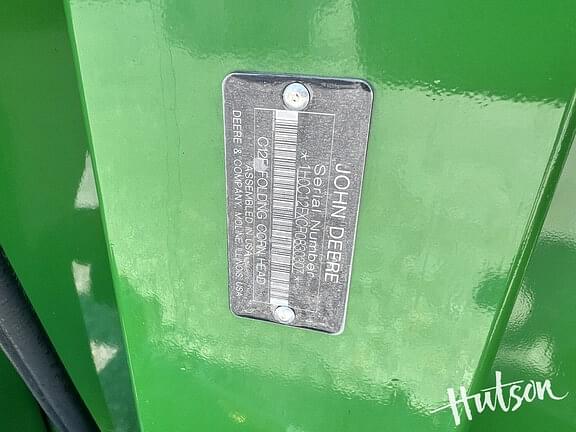 JOHN DEERE
Serial Number
C12F FOLDING CORN HEAD
ASSEMBLED IN USA
DEERE & COMPANY, MOLINE, ILLINOIS, USA
Hutson